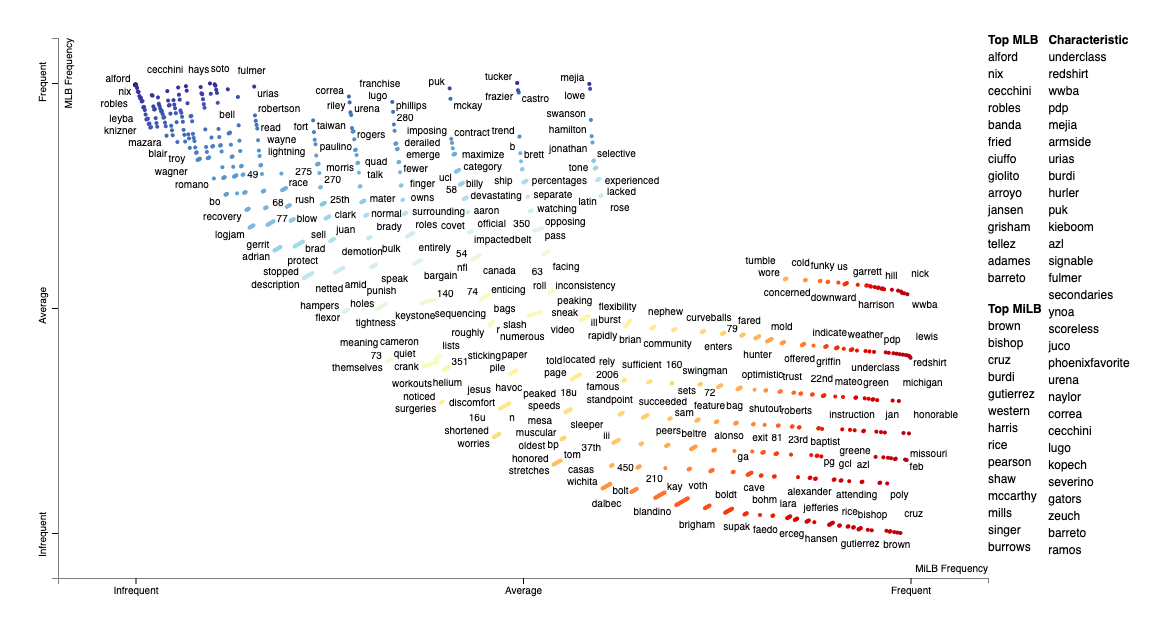 Top MLB Characteristic
MLB Frequency
Frequent
Average
Infrequent
cecchini hays soto fulmer
alford
nix
robles
leyba
knizner
mazara
blair
troy
wagner
romano
bo
recovery
logjam
gerrit
adrian
stopped
description
urias
robertson
bell
read
wayne
lightning
fort
49
275
race
270
68
rush
25th
77
blow
clark
juan
sell
brad
protect
correa
riley
franchise
lugo
urena
phillips
280
taiwan
rogers
paulino
morris
quad
talk
mater
normal
brady
demotion
bulk
puk
mckay
imposing
derailed
emerge
fewer
finger
owns
contract
trend
maximize
category
ucl
58
billy
devastating
surrounding
roles
covet
aaron
official
350
impacted
belt
entirely
54
nfl
tucker
frazier
castro
b
brett
ship
percentages
separate
watching
opposing
pass
mejia
lowe
swanson
hamilton
jonathan
selective
tone
experienced
lacked
latin
rose
netted
amid
punish
speak
bargain
canada
63
facing
hampers
flexor
holes
tightness
keystone
140
74
enticing
roll
inconsistency
sequencing
bags
peaking
sneak
flexibility
roughly
r
slash
numerous
video
ill
burst
rapidly
brian
nephew
community
curveballs
79
fared
mold
enters
hunter
offered
griffin
indicate
weather
pdp
lewis
underclass
redshirt
tumble
wore
cold
funky
us
garrett
hill
nick
concerned
downward
harrison
wwba
meaning
cameron
73
quiet
themselves
crank
lists
351
sticking
paper
pile
told
located
rely
page
2006
sufficient
160
swingman
optimistic
trust
22nd
mateo
green
michigan
workouts
helium
noticed
surgeries
jesus
discomfort
havoc
peaked
18u
speeds
famous
standpoint
succeeded
sets
72
sam
feature
bag
shutout
roberts
instruction
jan
honorable
16u
shortened
worries
n
mesa
muscular
oldest
bp
sleeper
37th
iii
peers
beltre
alonso
exit
81
23rd
baptist
greene
missouri
honored
stretches
tom
casas
wichita
450
210
ga
pg
gcl
azl
feb
dalbec
bolt
blandino
kay
voth
boldt
cave
bohm
lara
alexander
jefferies
attending
rice
bishop
poly
cruz
brigham
supak
faedo
erceg
hansen
gutierrez
brown
MiLB Frequency
Infrequent
Average
Frequent
alford underclass
nix redshirt
cecchini wwba
robles pdp
banda mejia
fried armside
ciuffo urias
giolito burdi
arroyo hurler
jansen puk
grisham kieboom
tellez azl
adames signable
barreto fulmer
secondaries
Top MiLB ynoa
brown scoreless
bishop juco
cruz phoenixfavorite
burdi urena
gutierrez naylor
western correa
harris cecchini
rice lugo
pearson kopech
shaw severino
mccarthy gators
mills zeuch
singer barreto
burrows ramos